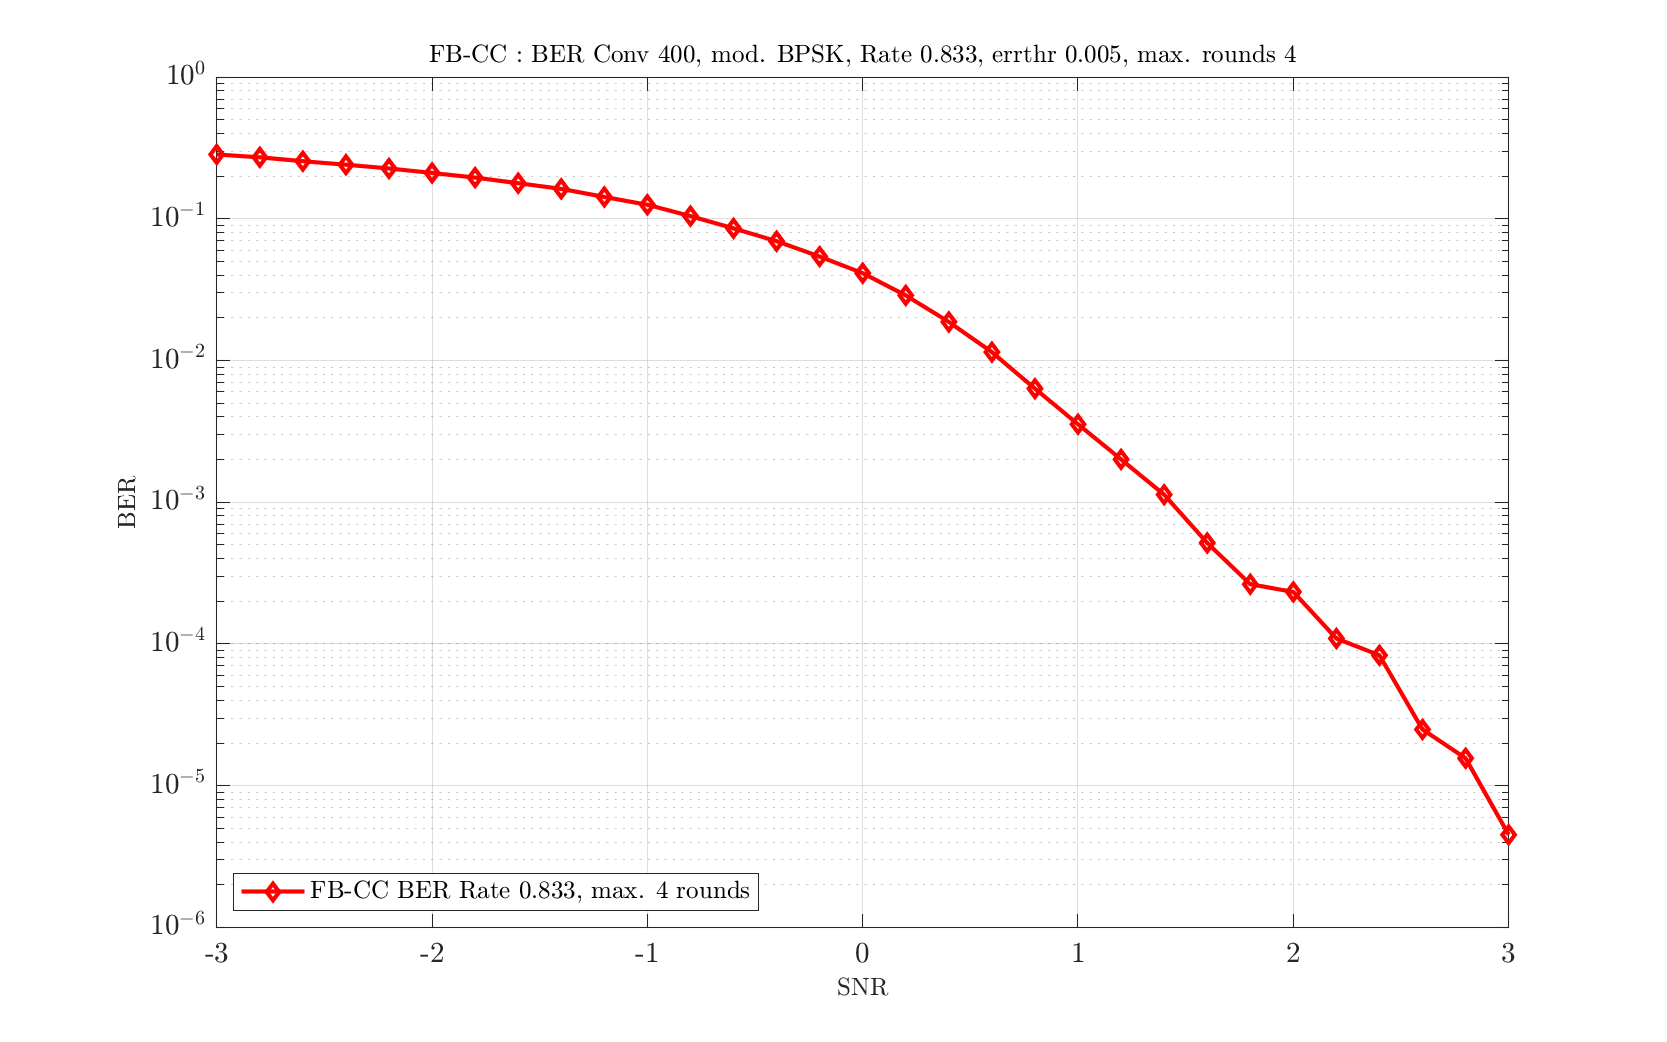 FB-CC : BER Conv 400, mod. BPSK, Rate 0.833, errthr 0.005, max. rounds 4
10^0
10^{-1}
10^{-2}
10^{-3}
10^{-4}
10^{-5}
10^{-6}
BER
FB-CC BER Rate 0.833, max. 4 rounds
-3 -2 -1 0 1 2 3
SNR